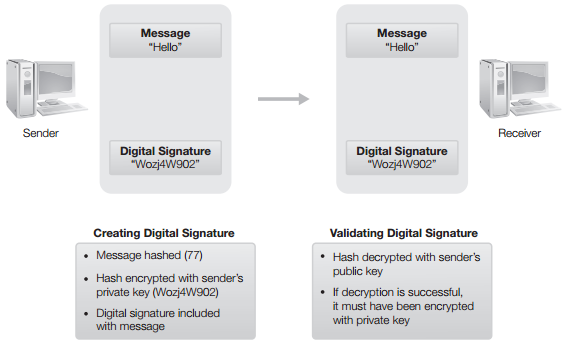 Message
“Hello”
Message
“Hello”
Sender
Receiver
Digital Signature
“Wozj4W902”
Digital Signature
“Wozj4W902”
Creating Digital Signature
• Message hashed (77)
• Hash encrypted with sender’s
private key (Wozj4W902)
• Digital signature included
with message
Validating Digital Signature
• Hash decrypted with sender’s
public key
• If decryption is successful,
it must have been encrypted
with private key